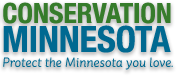 CONSERVATION
MINNESOTA
Protect the Minnesota you love.